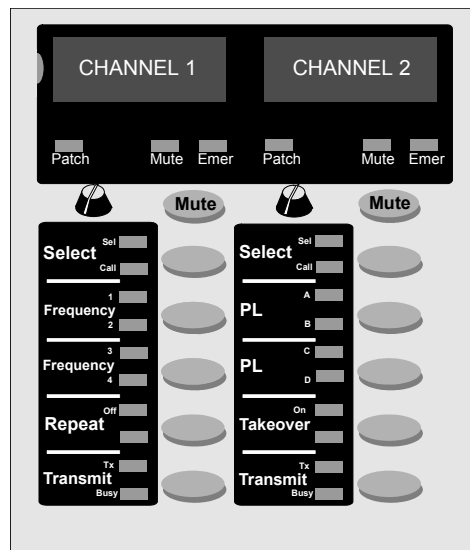 CHANNEL 1 CHANNEL 2
Patch Mute Emer Patch Mute Emer
Mute Mute
Sel Sel
Select Select
Call Call
1 A
Frequency PL
2 B
3 C
Frequency PL
4 D
Off On
Repeat Takeover
Tx Tx
Transmit Transmit
Busy Busy